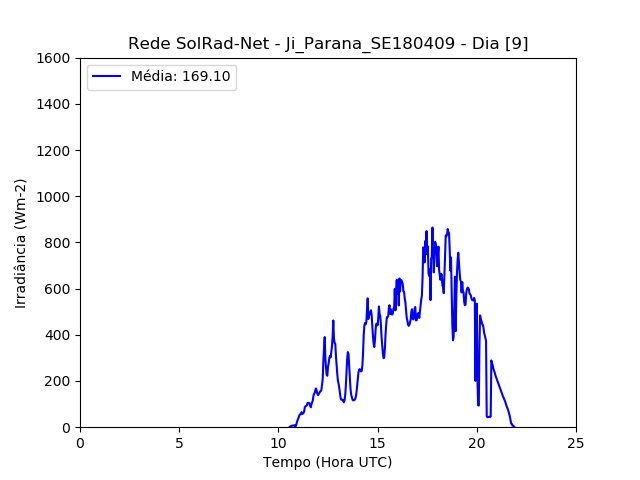 Rede SolRad-Net - Ji_Parana_SE180409 - Dia [9]
Média: 169.10
Irradiância (Wm-2)
1600
1400
1200
1000
800
600
400
200
0
0 5 10 15 20 25
Tempo (Hora UTC)